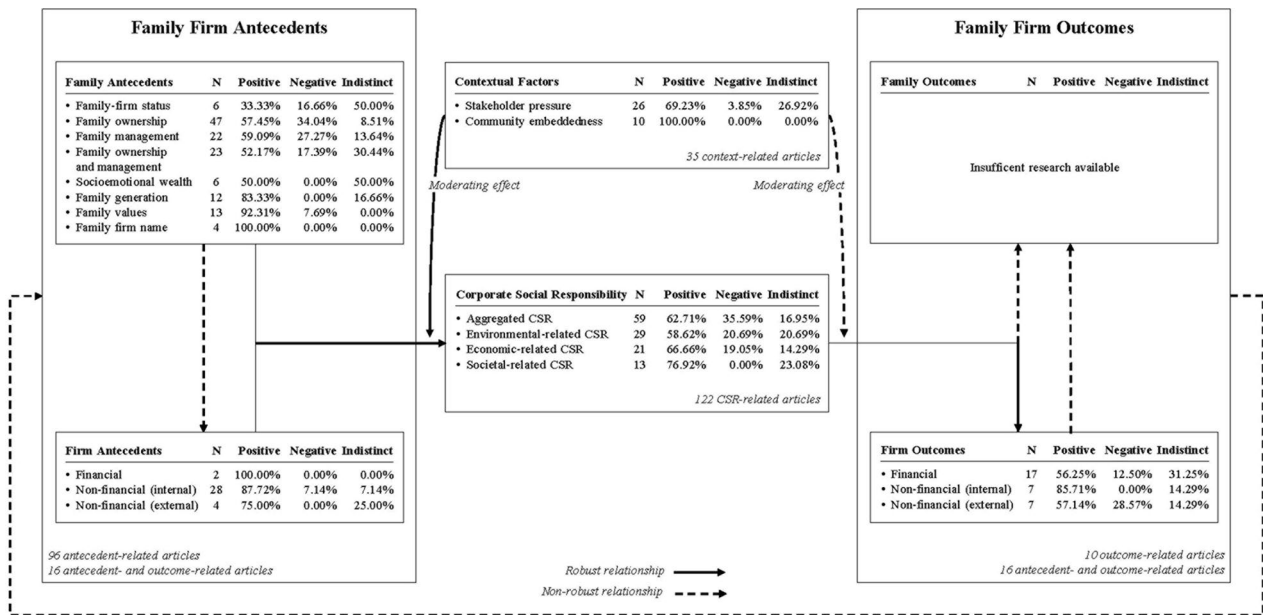 Family Firm Antecedents
Family Antecedents N Positive Negative Indistinct
• Family-firm status 6 33.33% 16.66% 50.00%
• Family ownership 47 57.45% 34.04% 8.51%
• Family management 22 59.09% 27.27% 13.64%
• Family ownership 23 52.17% 17.39% 30.44%
and management
• Socioemotional wealth 6 50.00% 0.00% 50.00%
• Family generation 12 83.33% 0.00% 16.66%
• Family values 13 92.31% 7.69% 0.00%
• Family firm name 4 100.00% 0.00% 0.00%
Firm Antecedents N Positive Negative Indistinct
• Financial 2 100.00% 0.00% 0.00%
• Non-financial (internal) 28 87.72% 7.14% 7.14%
• Non-financial (external) 4 75.00% 0.00% 25.00%
96 antecedent-related articles
16 antecedent- and outcome-related articles
Contextual Factors N Positive Negative Indistinct
• Stakeholder pressure 26 69.23% 3.85% 26.92%
• Community embeddedness 10 100.00% 0.00% 0.00%
35 context-related articles
Moderating effect
Moderating effect
Corporate Social Responsibility N Positive Negative Indistinct
• Aggregated CSR 59 62.71% 35.59% 16.95%
• Environmental-related CSR 29 58.62% 20.69% 20.69%
• Economic-related CSR 21 66.66% 19.05% 14.29%
• Societal-related CSR 13 76.92% 0.00% 23.08%
122 CSR-related articles
Family Firm Outcomes
Family Outcomes N Positive Negative Indistinct
Insufficent research available
Firm Outcomes N Positive Negative Indistinct
• Financial 17 56.25% 12.50% 31.25%
• Non-financial (internal) 7 85.71% 0.00% 14.29%
• Non-financial (external) 7 57.14% 28.57% 14.29%
10 outcome-related articles
16 antecedent- and outcome-related articles
Robust relationship
Non-robust relationship